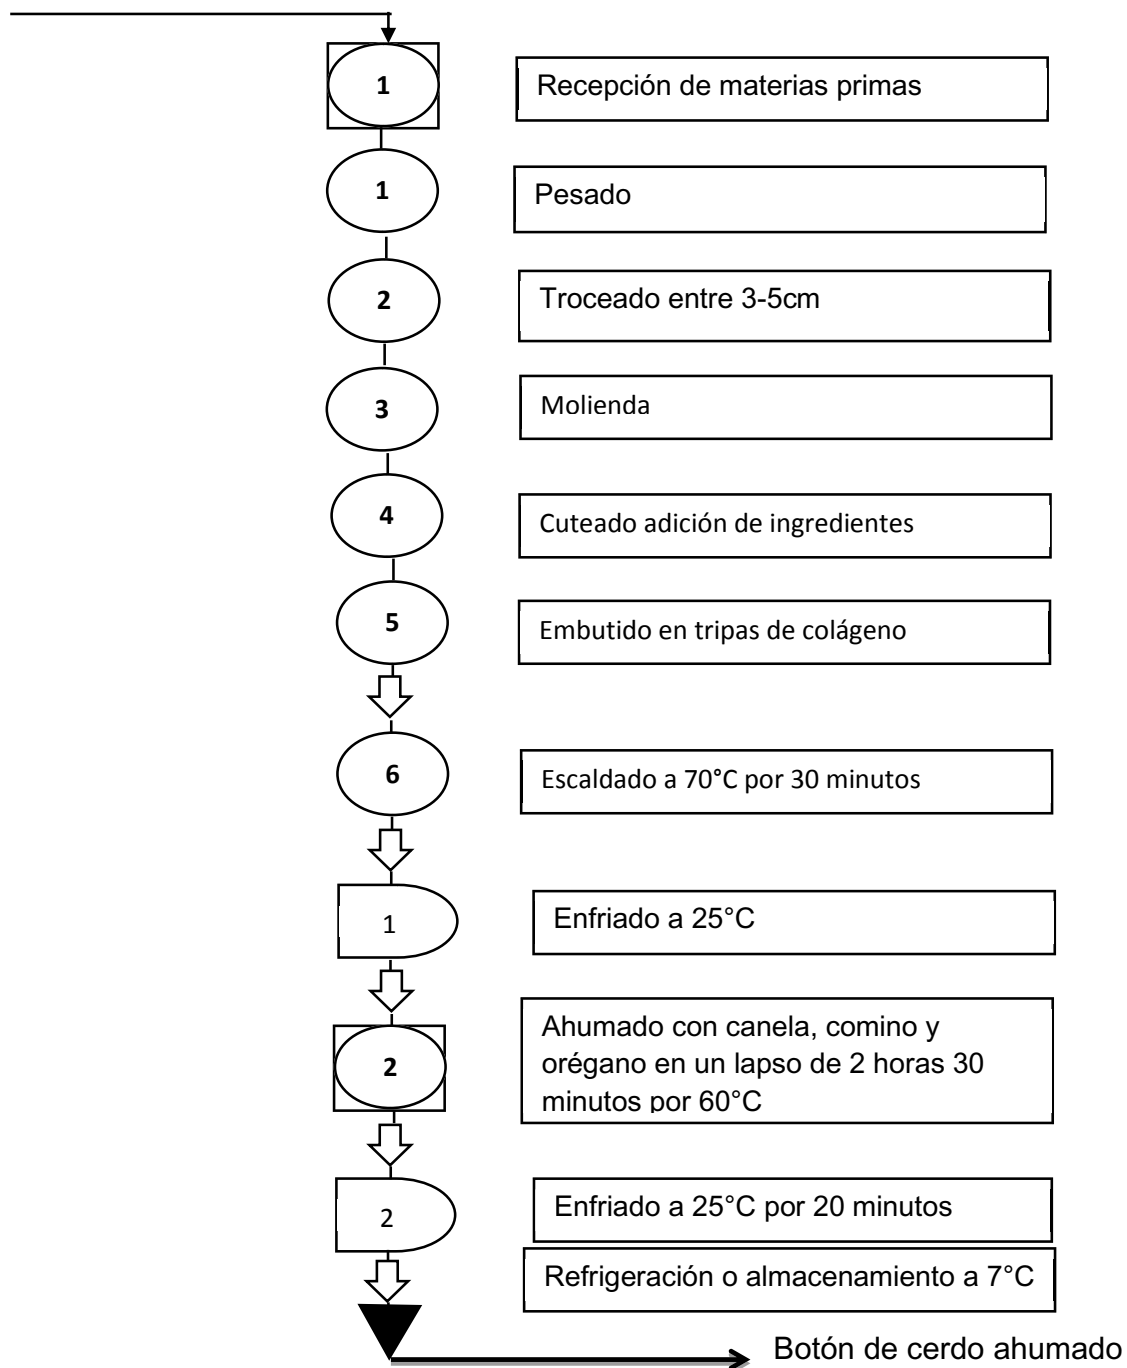 1
Recepción de materias primas
1
Pesado
2
Troceado entre 3-5cm
3
Molienda
4
Cuteado adición de ingredientes
5
Embutido en tripas de colágeno
6
Escaldado a 70°C por 30 minutos
1
Enfriado a 25°C
2
Ahumado con canela, comino y
orégano en un lapso de 2 horas 30
minutos por 60°C
2
Enfriado a 25°C por 20 minutos
Refrigeración o almacenamiento a 7°C
Botón de cerdo ahumado